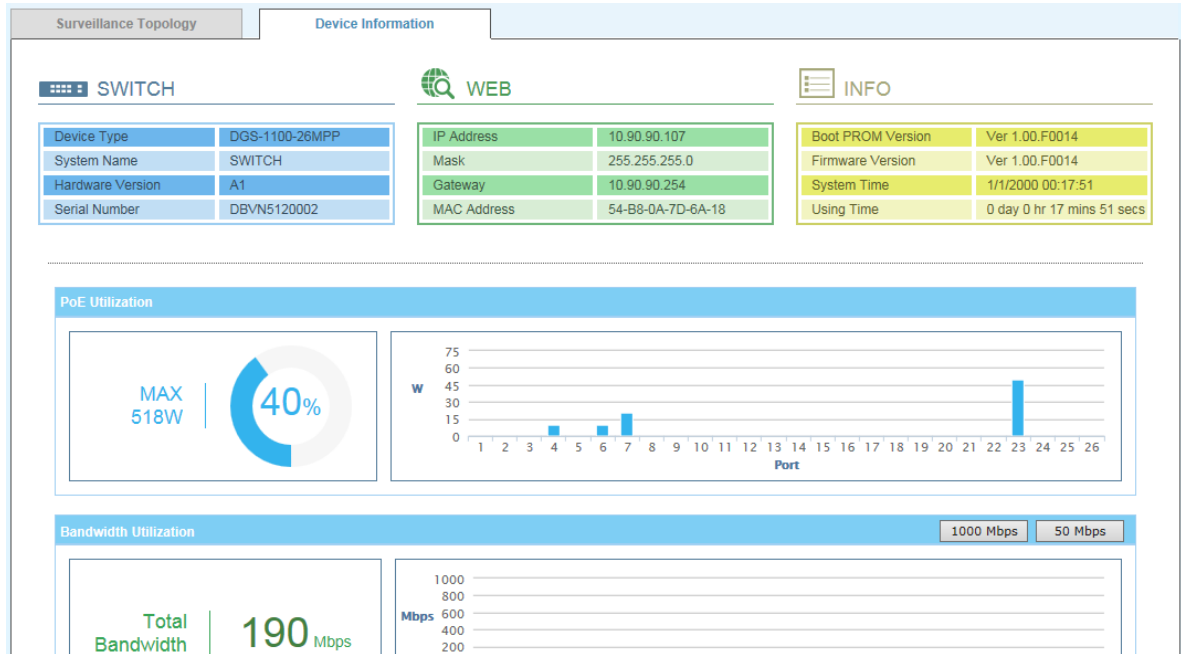 Surveillance Topology
Device Information
SWITCH
Device Type DGS-1100-26MPP
System Name SWITCH
Hardware Version A1
Serial Number DBVN5120002
WEB
IP Address 10.90.90.107
Mask 255.255.255.0
Gateway 10.90.90.254
MAC Address 54-B8-0A-7D-6A-18
INFO
Boot PROM Version Ver 1.00.F0014
Firmware Version Ver 1.00.F0014
System Time 1/1/2000 00:17:51
Using Time 0 day 0 hr 17 mins 51 secs
PoE Utilization
MAX
518W
40%
W
75
60
45
30
15
0
1 2 3 4 5 6 7 8 9 10 11 12 13 14 15 16 17 18 19 20 21 22 23 24 25 26
Port
Bandwidth Utilization
1000 Mbps
50 Mbps
Total
Bandwidth
190 Mbps
Mbps
1000
800
600
400
200